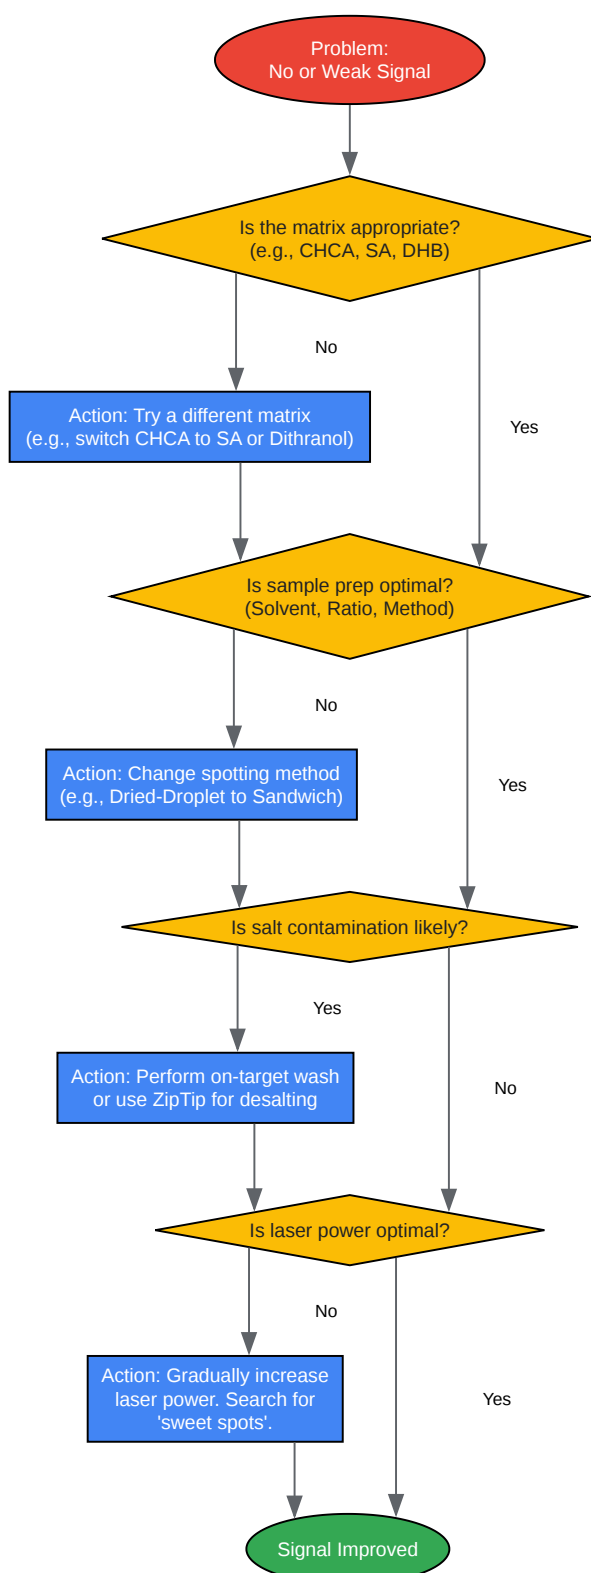 Problem:
No or Weak Signal
Is the matrix appropriate?
(e.g., CHCA, SA, DHB)
No
Action: Try a different matrix
(e.g., switch CHCA to SA or Dithranol)
Yes
Is sample prep optimal?
(Solvent, Ratio, Method)
No
Action: Change spotting method
(e.g., Dried-Droplet to Sandwich)
Yes
Is salt contamination likely?
Yes
Action: Perform on-target wash
or use ZipTip for desalting
No
Is laser power optimal?
No
Action: Gradually increase
laser power. Search for
'sweet spots'.
Yes
Signal Improved